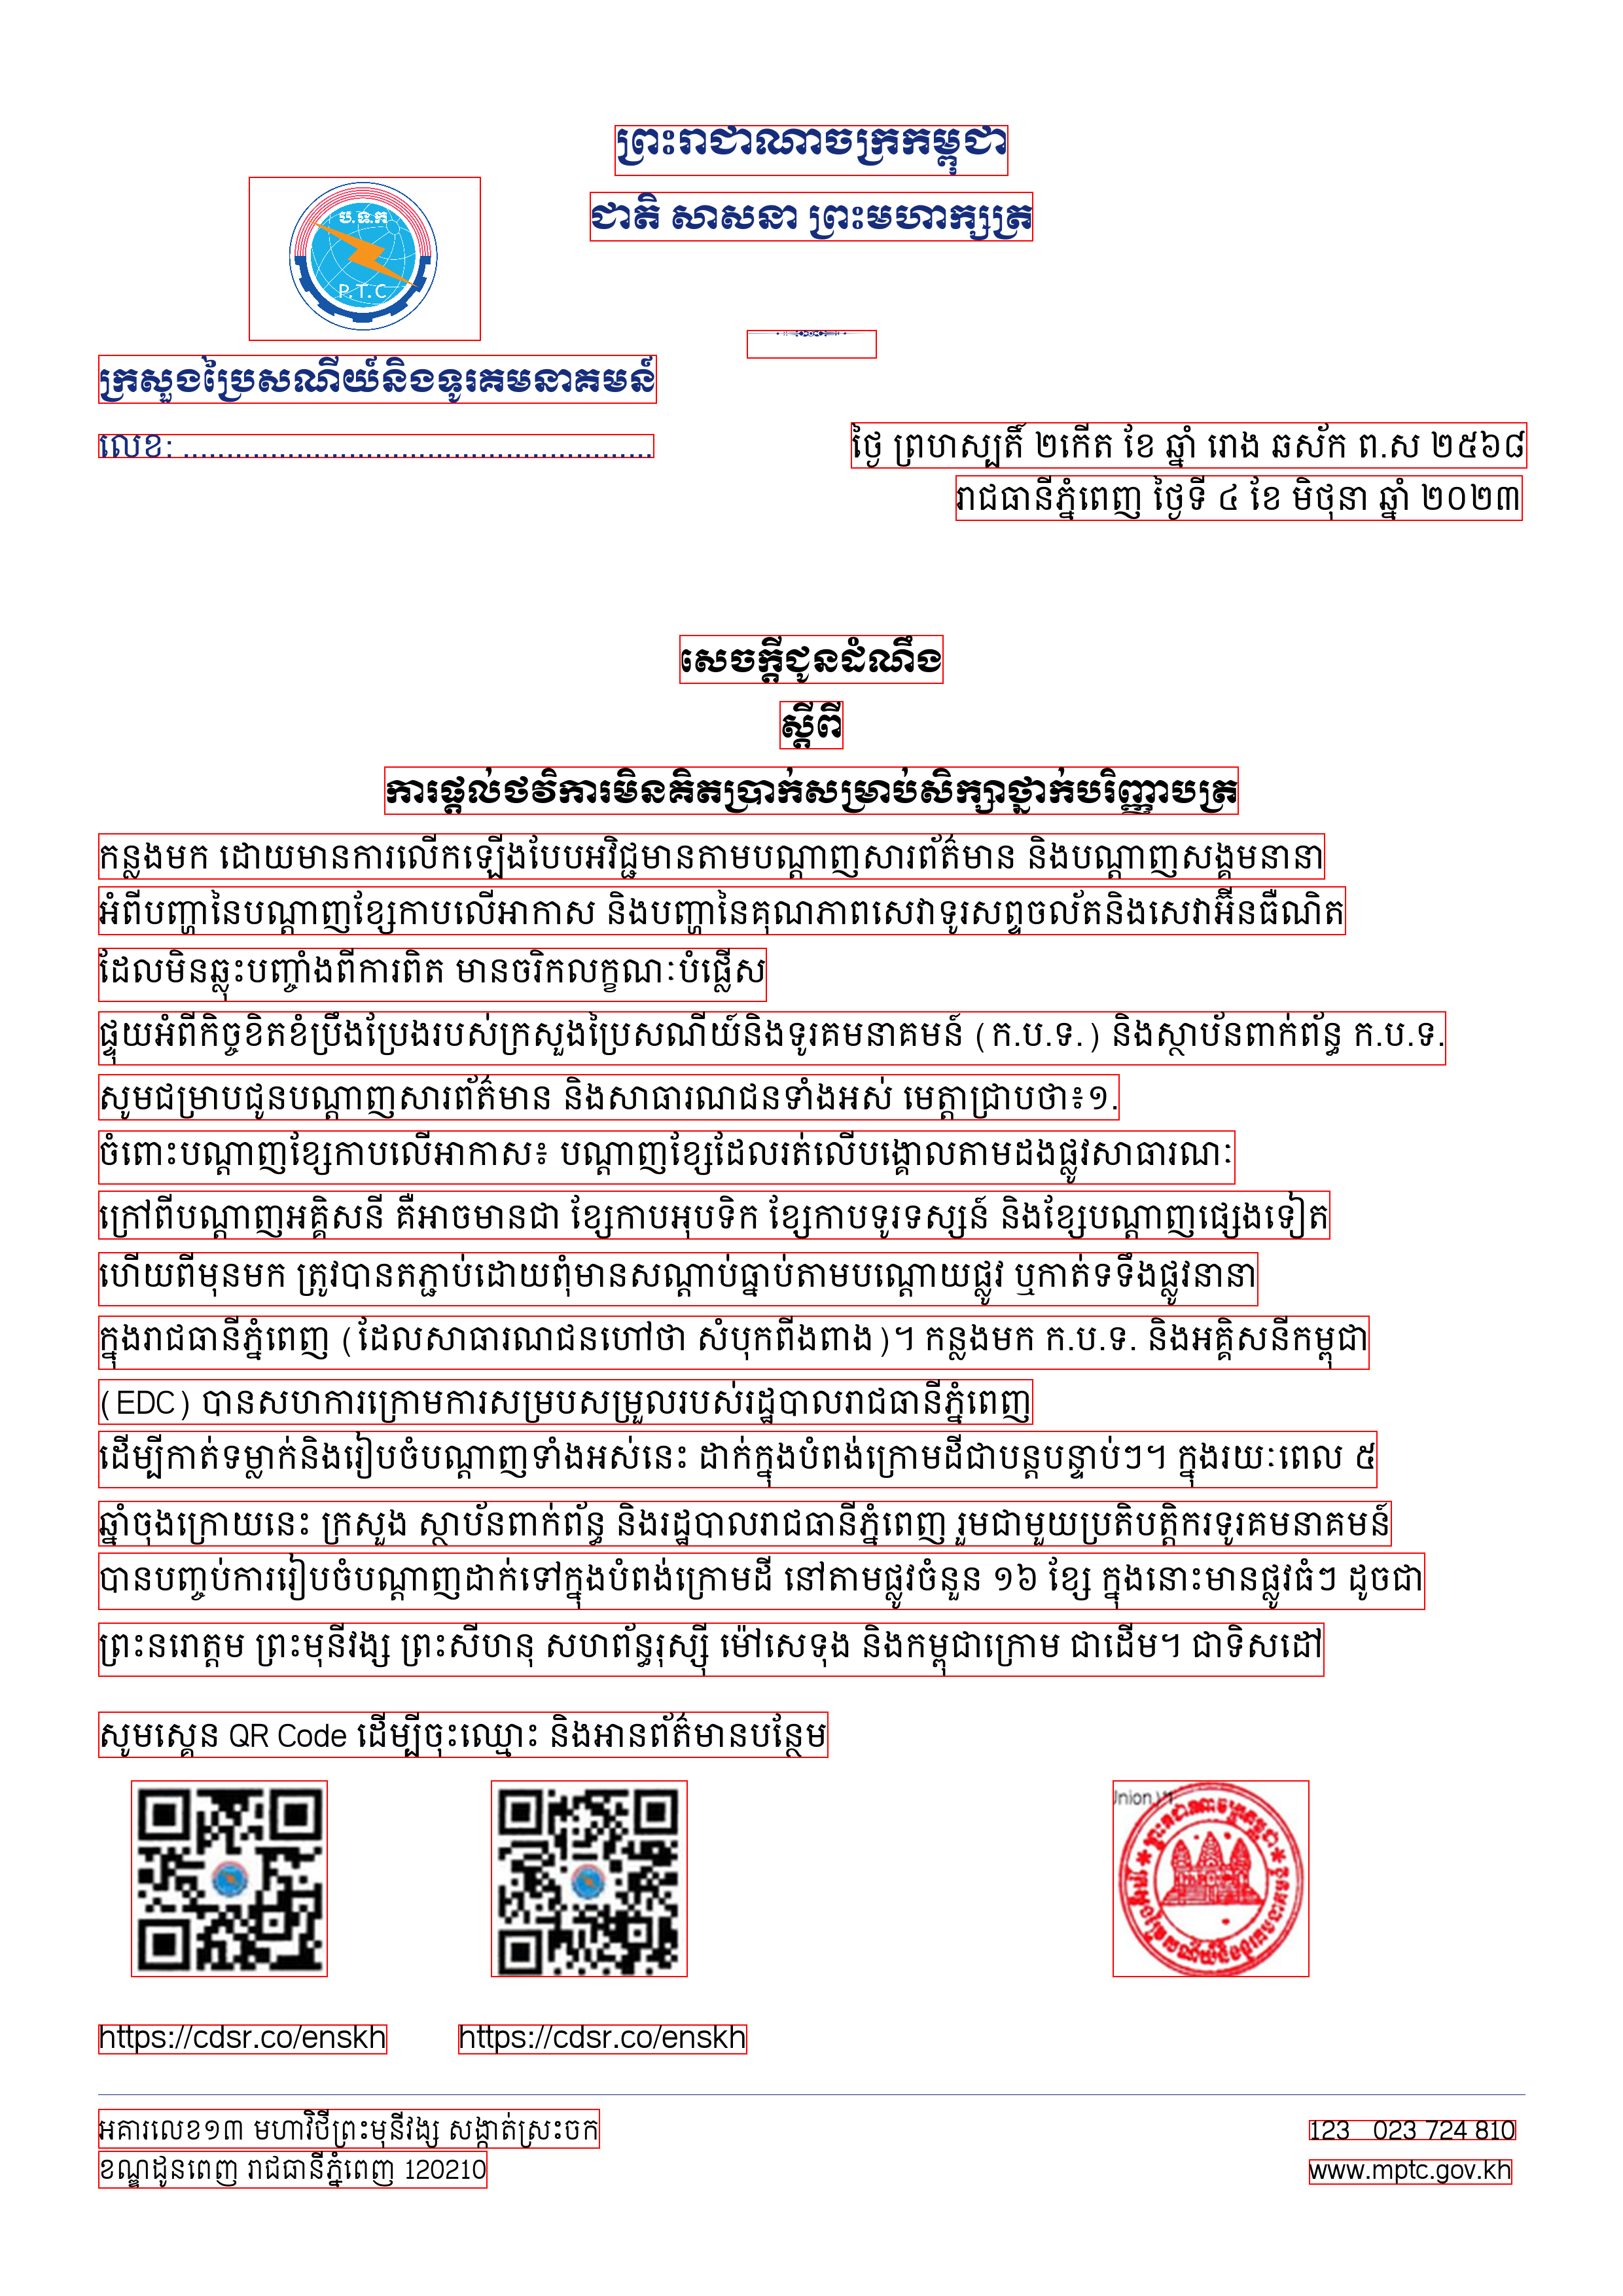 ព្រះរាជាណាចក្រកម្ពុជា
ជាតិ សាសនា ព្រះមហាក្សត្រ
ប.ទ.ក
P.T.C
ក្រសួងប្រៃសណីយ៍និងទូរគមនាគមន៍
លេខ: ......................................................
ថ្ងៃ ព្រហស្បតិ៍ ២កើត ខែ ឆ្នាំ រោង ឆស័ក ព.ស ២៥៦៨
រាជធានីភ្នំពេញ ថ្ងៃទី ៤ ខែ មិថុនា ឆ្នាំ ២០២៣
សេចក្តីជូនដំណឹង
ស្តីពី
ការផ្តល់ថវិការមិនគិតប្រាក់សម្រាប់សិក្សាថ្នាក់បរិញ្ញាបត្រ
កន្លងមក ដោយមានការលើកឡើងបែបអវិជ្ជមានតាមបណ្តាញសារព័ត៌មាន និងបណ្តាញសង្គមនានា
អំពីបញ្ហានៃបណ្តាញខ្សែកាបលើអាកាស និងបញ្ហានៃគុណភាពសេវាទូរសព្ទចល័តនិងសេវាអ៊ីនធឺណិត
ដែលមិនឆ្លុះបញ្ចាំងពីការពិត មានចរិកលក្ខណៈបំផ្លើស
ផ្ទុយអំពីកិច្ចខិតខំប្រឹងប្រែងរបស់ក្រសួងប្រៃសណីយ៍និងទូរគមនាគមន៍ (ក.ប.ទ.) និងស្ថាប័នពាក់ព័ន្ធ ក.ប.ទ.
សូមជម្រាបជូនបណ្តាញសារព័ត៌មាន និងសាធារណជនទាំងអស់ មេត្តាជ្រាបថា៖១.
ចំពោះបណ្តាញខ្សែកាបលើអាកាស៖ បណ្តាញខ្សែដែលរត់លើបង្គោលតាមដងផ្លូវសាធារណៈ
ក្រៅពីបណ្តាញអគ្គិសនី គឺអាចមានជា ខ្សែកាបអុបទិក ខ្សែកាបទូរទស្សន៍ និងខ្សែបណ្តាញផ្សេងទៀត
ហើយពីមុនមក ត្រូវបានតភ្ជាប់ដោយពុំមានសណ្តាប់ធ្នាប់តាមបណ្តោយផ្លូវ ឬកាត់ទទឹងផ្លូវនានា
ក្នុងរាជធានីភ្នំពេញ (ដែលសាធារណជនហៅថា សំបុកពីងពាង)។ កន្លងមក ក.ប.ទ. និងអគ្គិសនីកម្ពុជា
(EDC) បានសហការក្រោមការសម្របសម្រួលរបស់រដ្ឋបាលរាជធានីភ្នំពេញ
ដើម្បីកាត់ទម្លាក់និងរៀបចំបណ្តាញទាំងអស់នេះ ដាក់ក្នុងបំពង់ក្រោមដីជាបន្តបន្ទាប់ៗ។ ក្នុងរយៈពេល ៥
ឆ្នាំចុងក្រោយនេះ ក្រសួង ស្ថាប័នពាក់ព័ន្ធ និងរដ្ឋបាលរាជធានីភ្នំពេញ រួមជាមួយប្រតិបត្តិករទូរគមនាគមន៍
បានបញ្ចប់ការរៀបចំបណ្តាញដាក់ទៅក្នុងបំពង់ក្រោមដី នៅតាមផ្លូវចំនួន ១៦ ខ្សែ ក្នុងនោះមានផ្លូវធំៗ ដូចជា
ព្រះនរោត្តម ព្រះមុនីវង្ស ព្រះសីហនុ សហព័ន្ធរុស្ស៊ី ម៉ៅសេទុង និងកម្ពុជាក្រោម ជាដើម។ ជាទិសដៅ
សូមស្គេន QR Code ដើម្បីចុះឈ្មោះ និងអានព័ត៌មានបន្ថែម
https://cdsr.co/enskh https://cdsr.co/enskh
អគារលេខ១៣ មហាវិថីព្រះមុនីវង្ស សង្កាត់ស្រះចក
ខណ្ឌដូនពេញ រាជធានីភ្នំពេញ 120210
123 023 724 810
www.mptc.gov.kh